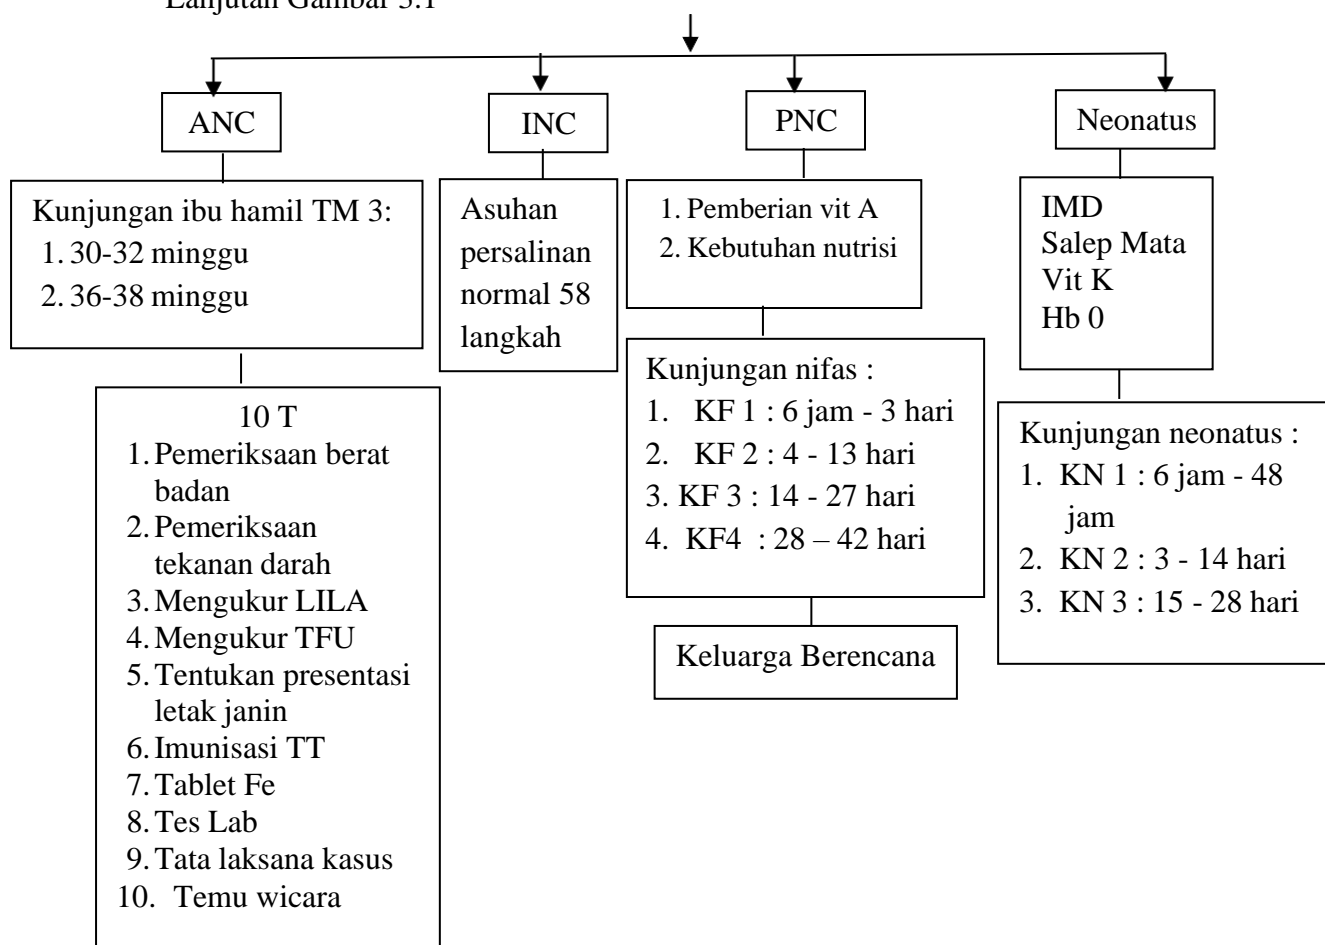 Lanjutan Gambar 3.1
ANC
INC
PNC
Neonatus
Kunjungan ibu hamil TM 3:
1. 30-32 minggu
2. 36-38 minggu
Asuhan
persalinan
normal 58
langkah
1. Pemberian vit A
2. Kebutuhan nutrisi
IMD
Salep Mata
Vit K
Hb 0
10 T
1. Pemeriksaan berat
badan
2. Pemeriksaan
tekanan darah
3. Mengukur LILA
4. Mengukur TFU
5. Tentukan presentasi
letak janin
6. Imunisasi TT
7. Tablet Fe
8. Tes Lab
9. Tata laksana kasus
10. Temu wicara
Kunjungan nifas :
1. KF 1 : 6 jam - 3 hari
2. KF 2 : 4 - 13 hari
3. KF 3 : 14 - 27 hari
4. KF4 : 28 – 42 hari
Keluarga Berencana
Kunjungan neonatus :
1. KN 1 : 6 jam - 48
jam
2. KN 2 : 3 - 14 hari
3. KN 3 : 15 - 28 hari